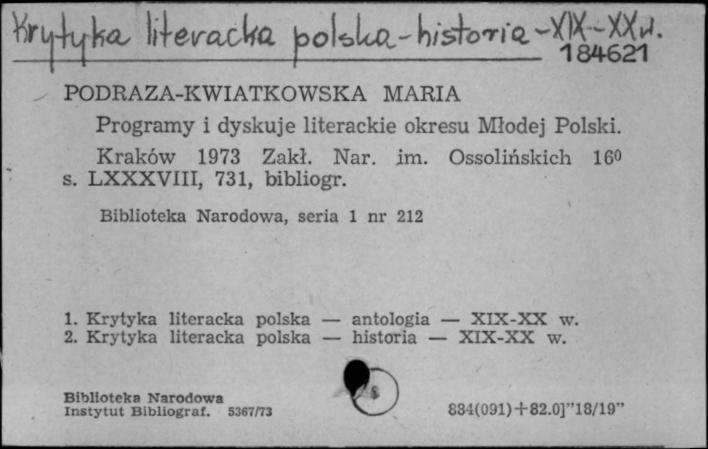 Krytyka literacka polska - historia - XIX - XX w.
184621
PODRAZA-KWIATKOWSKA MARIA
Programy i dyskuje literackie okresu Młodej Polski.
Kraków 1973 Zakł. Nar. im. Ossolińskich 16⁰
s. LXXXVIII, 731, bibliogr.
Biblioteka Narodowa, seria 1 nr 212
1. Krytyka literacka polska — antologia — XIX-XX w.
2. Krytyka literacka polska — historia — XIX-XX w.
Biblioteka Narodowa
Instytut Bibliograf. 5367/73
884(091)+82.0]"18/19"